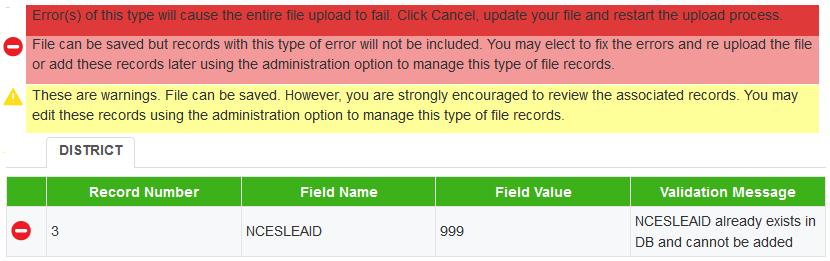 Error(s) of this type will cause the entire file upload to fail. Click Cancel, update your file and restart the upload process.
File can be saved but records with this type of error will not be included. You may elect to fix the errors and re upload the file
or add these records later using the administration option to manage this type of file records.
These are warnings. File can be saved. However, you are strongly encouraged to review the associated records. You may
edit these records using the administration option to manage this type of file records.
DISTRICT
Record Number Field Name Field Value Validation Message
3 NCESLEAID 999 NCESLEAID already exists in
DB and cannot be added